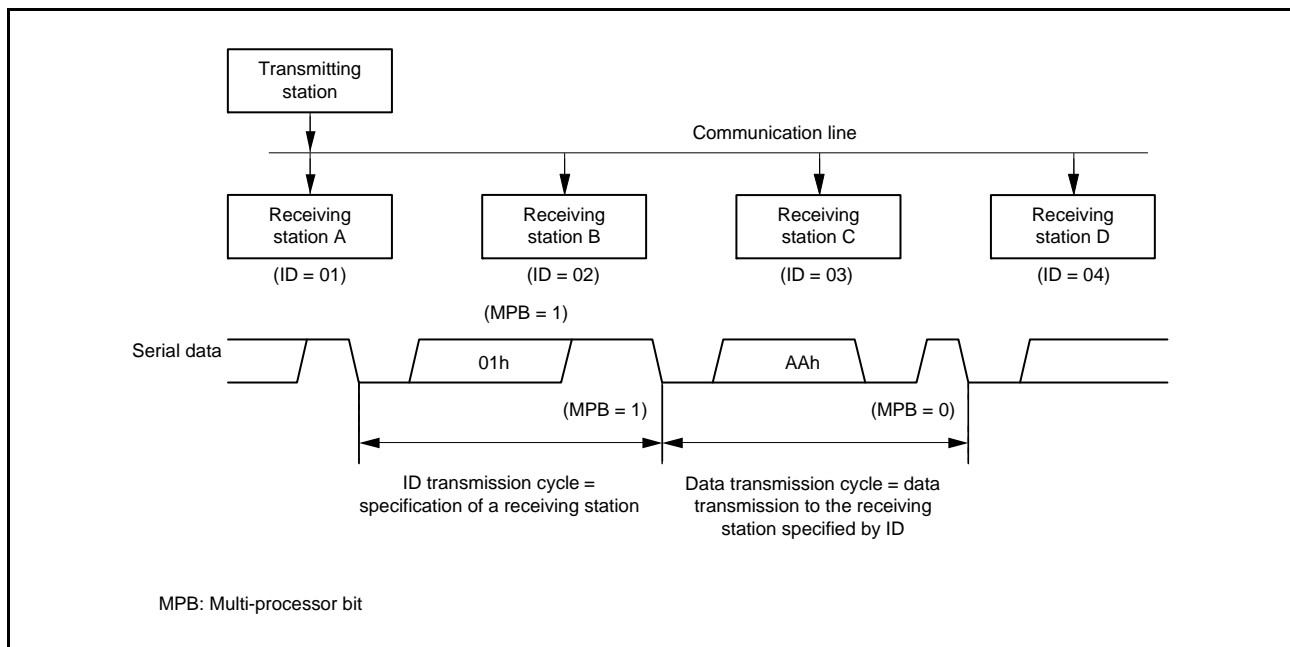 Transmitting
station
Communication line
Receiving
station A
Receiving
station B
Receiving
station C
Receiving
station D
(ID = 01)
(ID = 02)
(ID = 03)
(ID = 04)
(MPB = 1)
Serial data
01h
AAh
(MPB = 1)
(MPB = 0)
ID transmission cycle =
specification of a receiving station
Data transmission cycle = data
transmission to the receiving
station specified by ID
MPB: Multi-processor bit